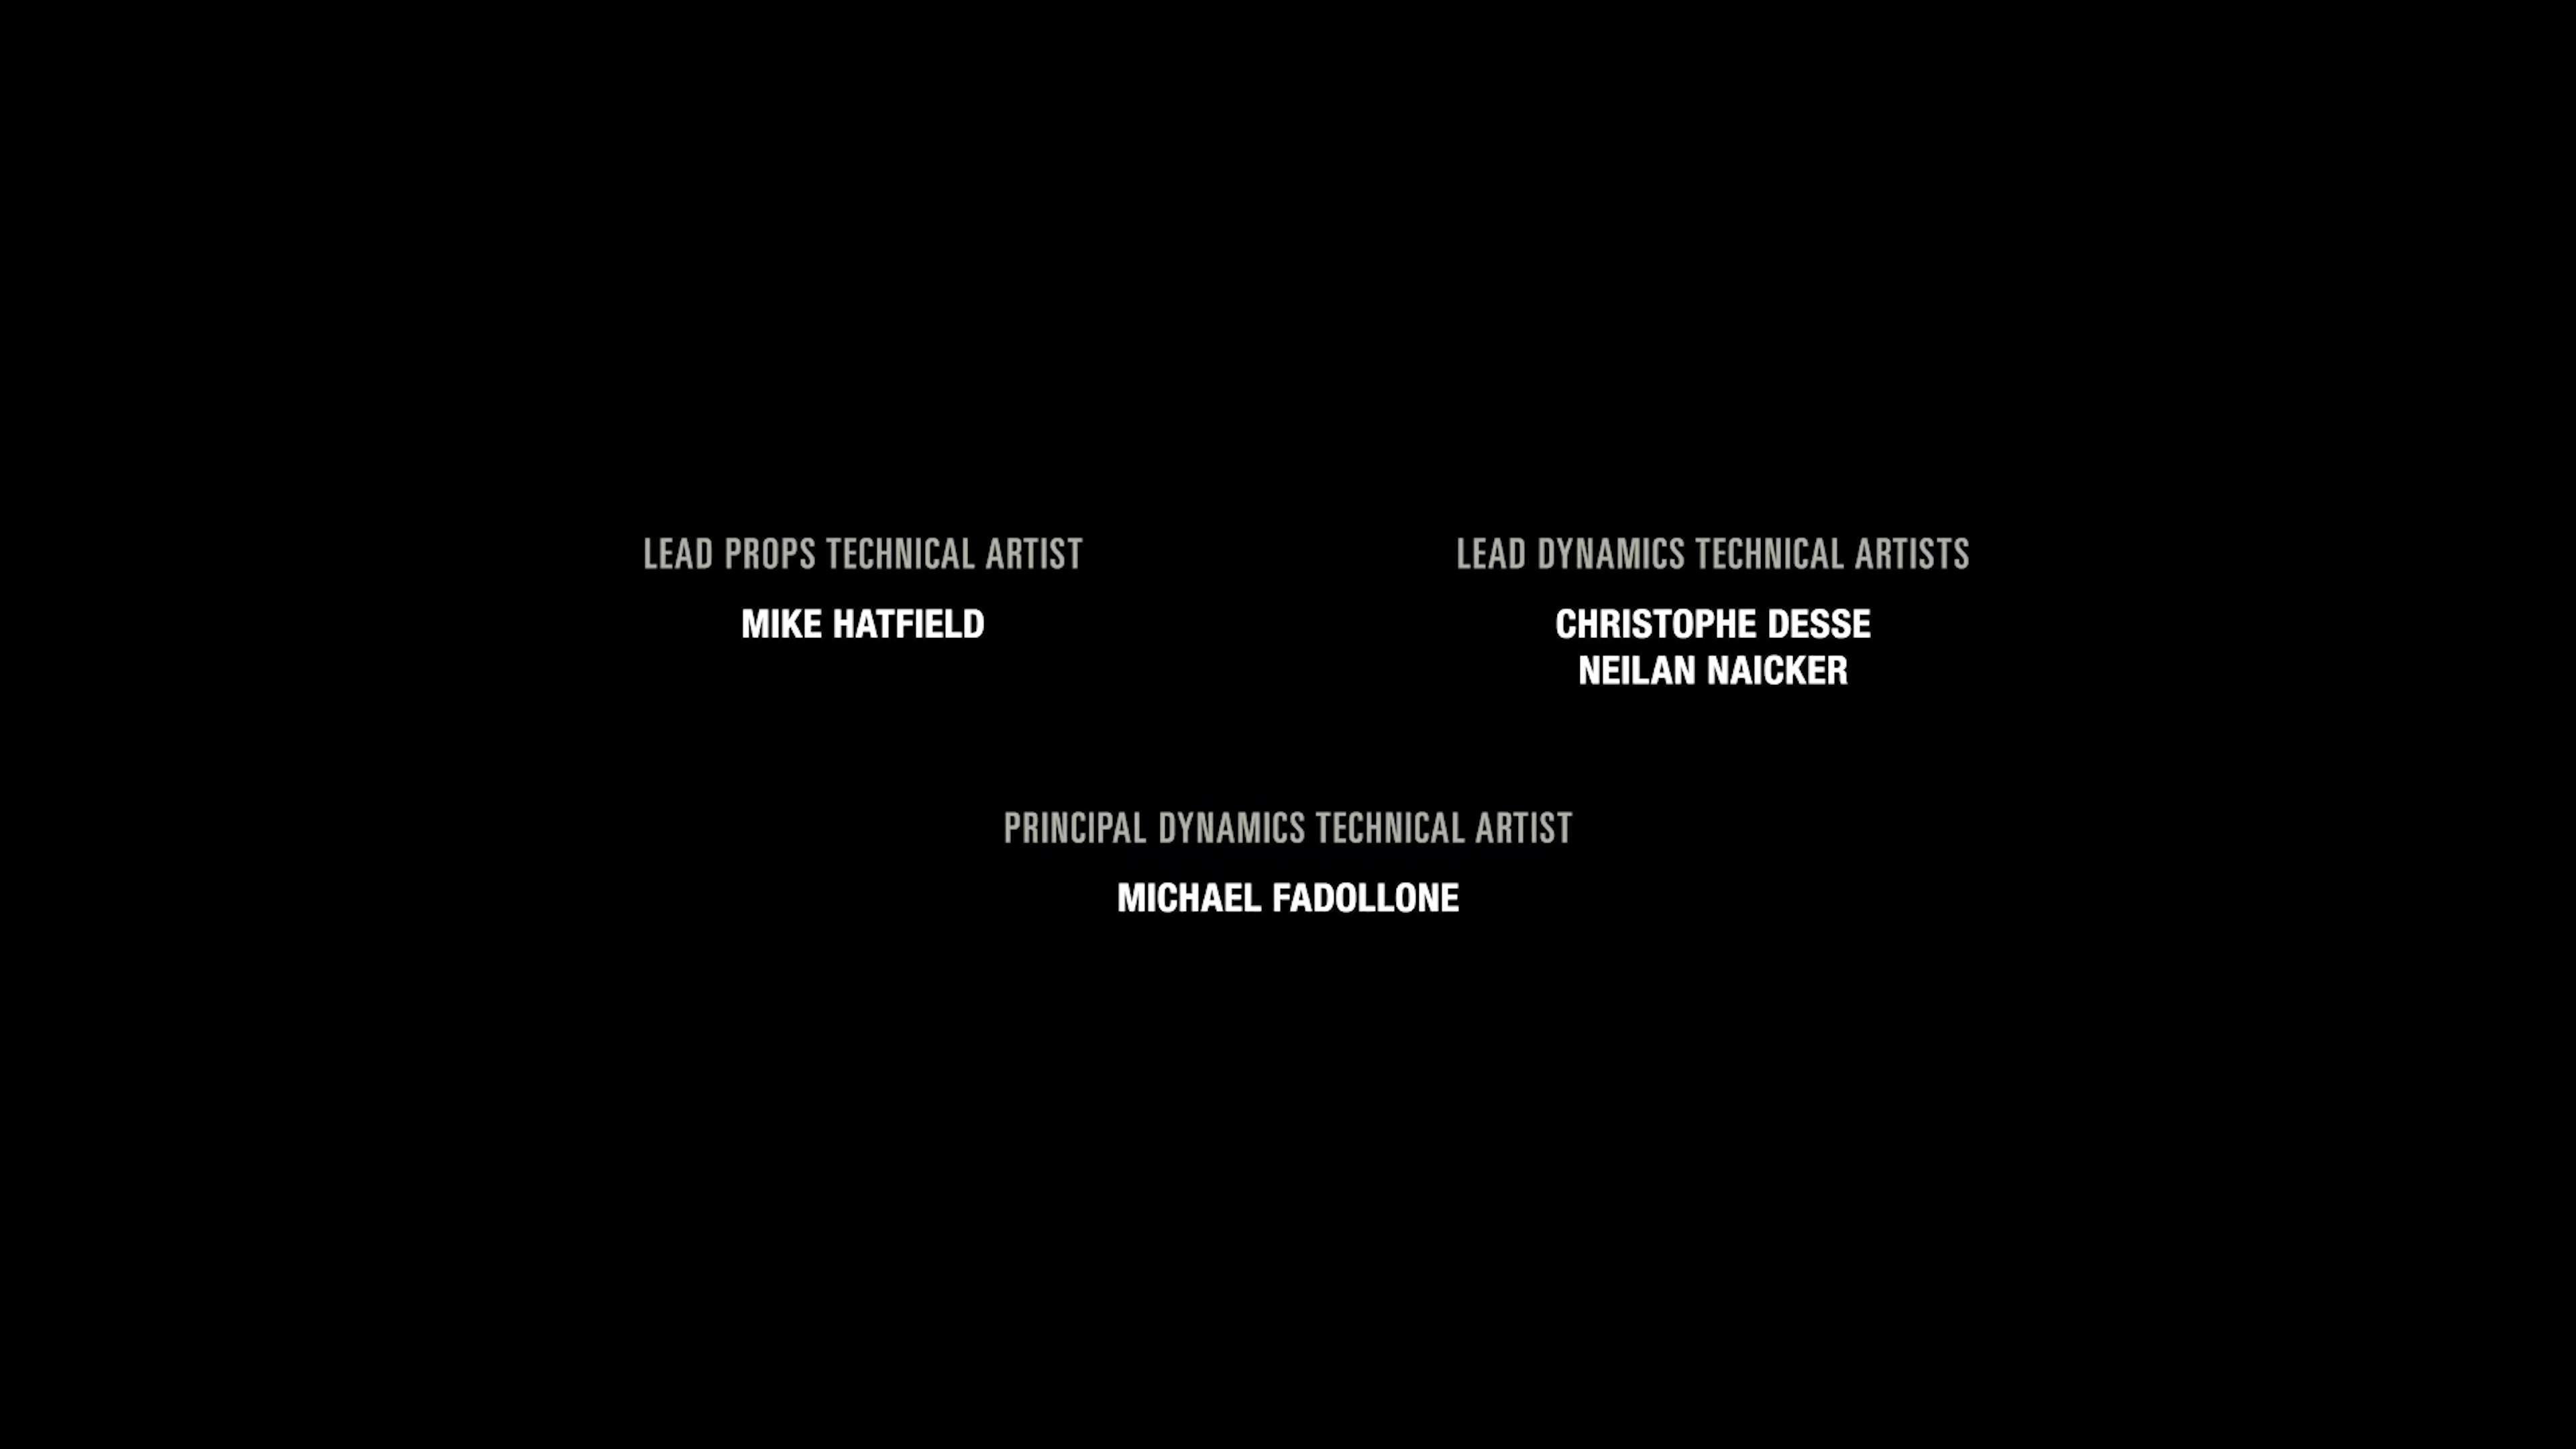 LEAD PROPS TECHNICAL ARTIST
MIKE HATFIELD
LEAD DYNAMICS TECHNICAL ARTISTS
CHRISTOPHE DESSE
NEILAN NAICKER
PRINCIPAL DYNAMICS TECHNICAL ARTIST
MICHAEL FADOLLONE